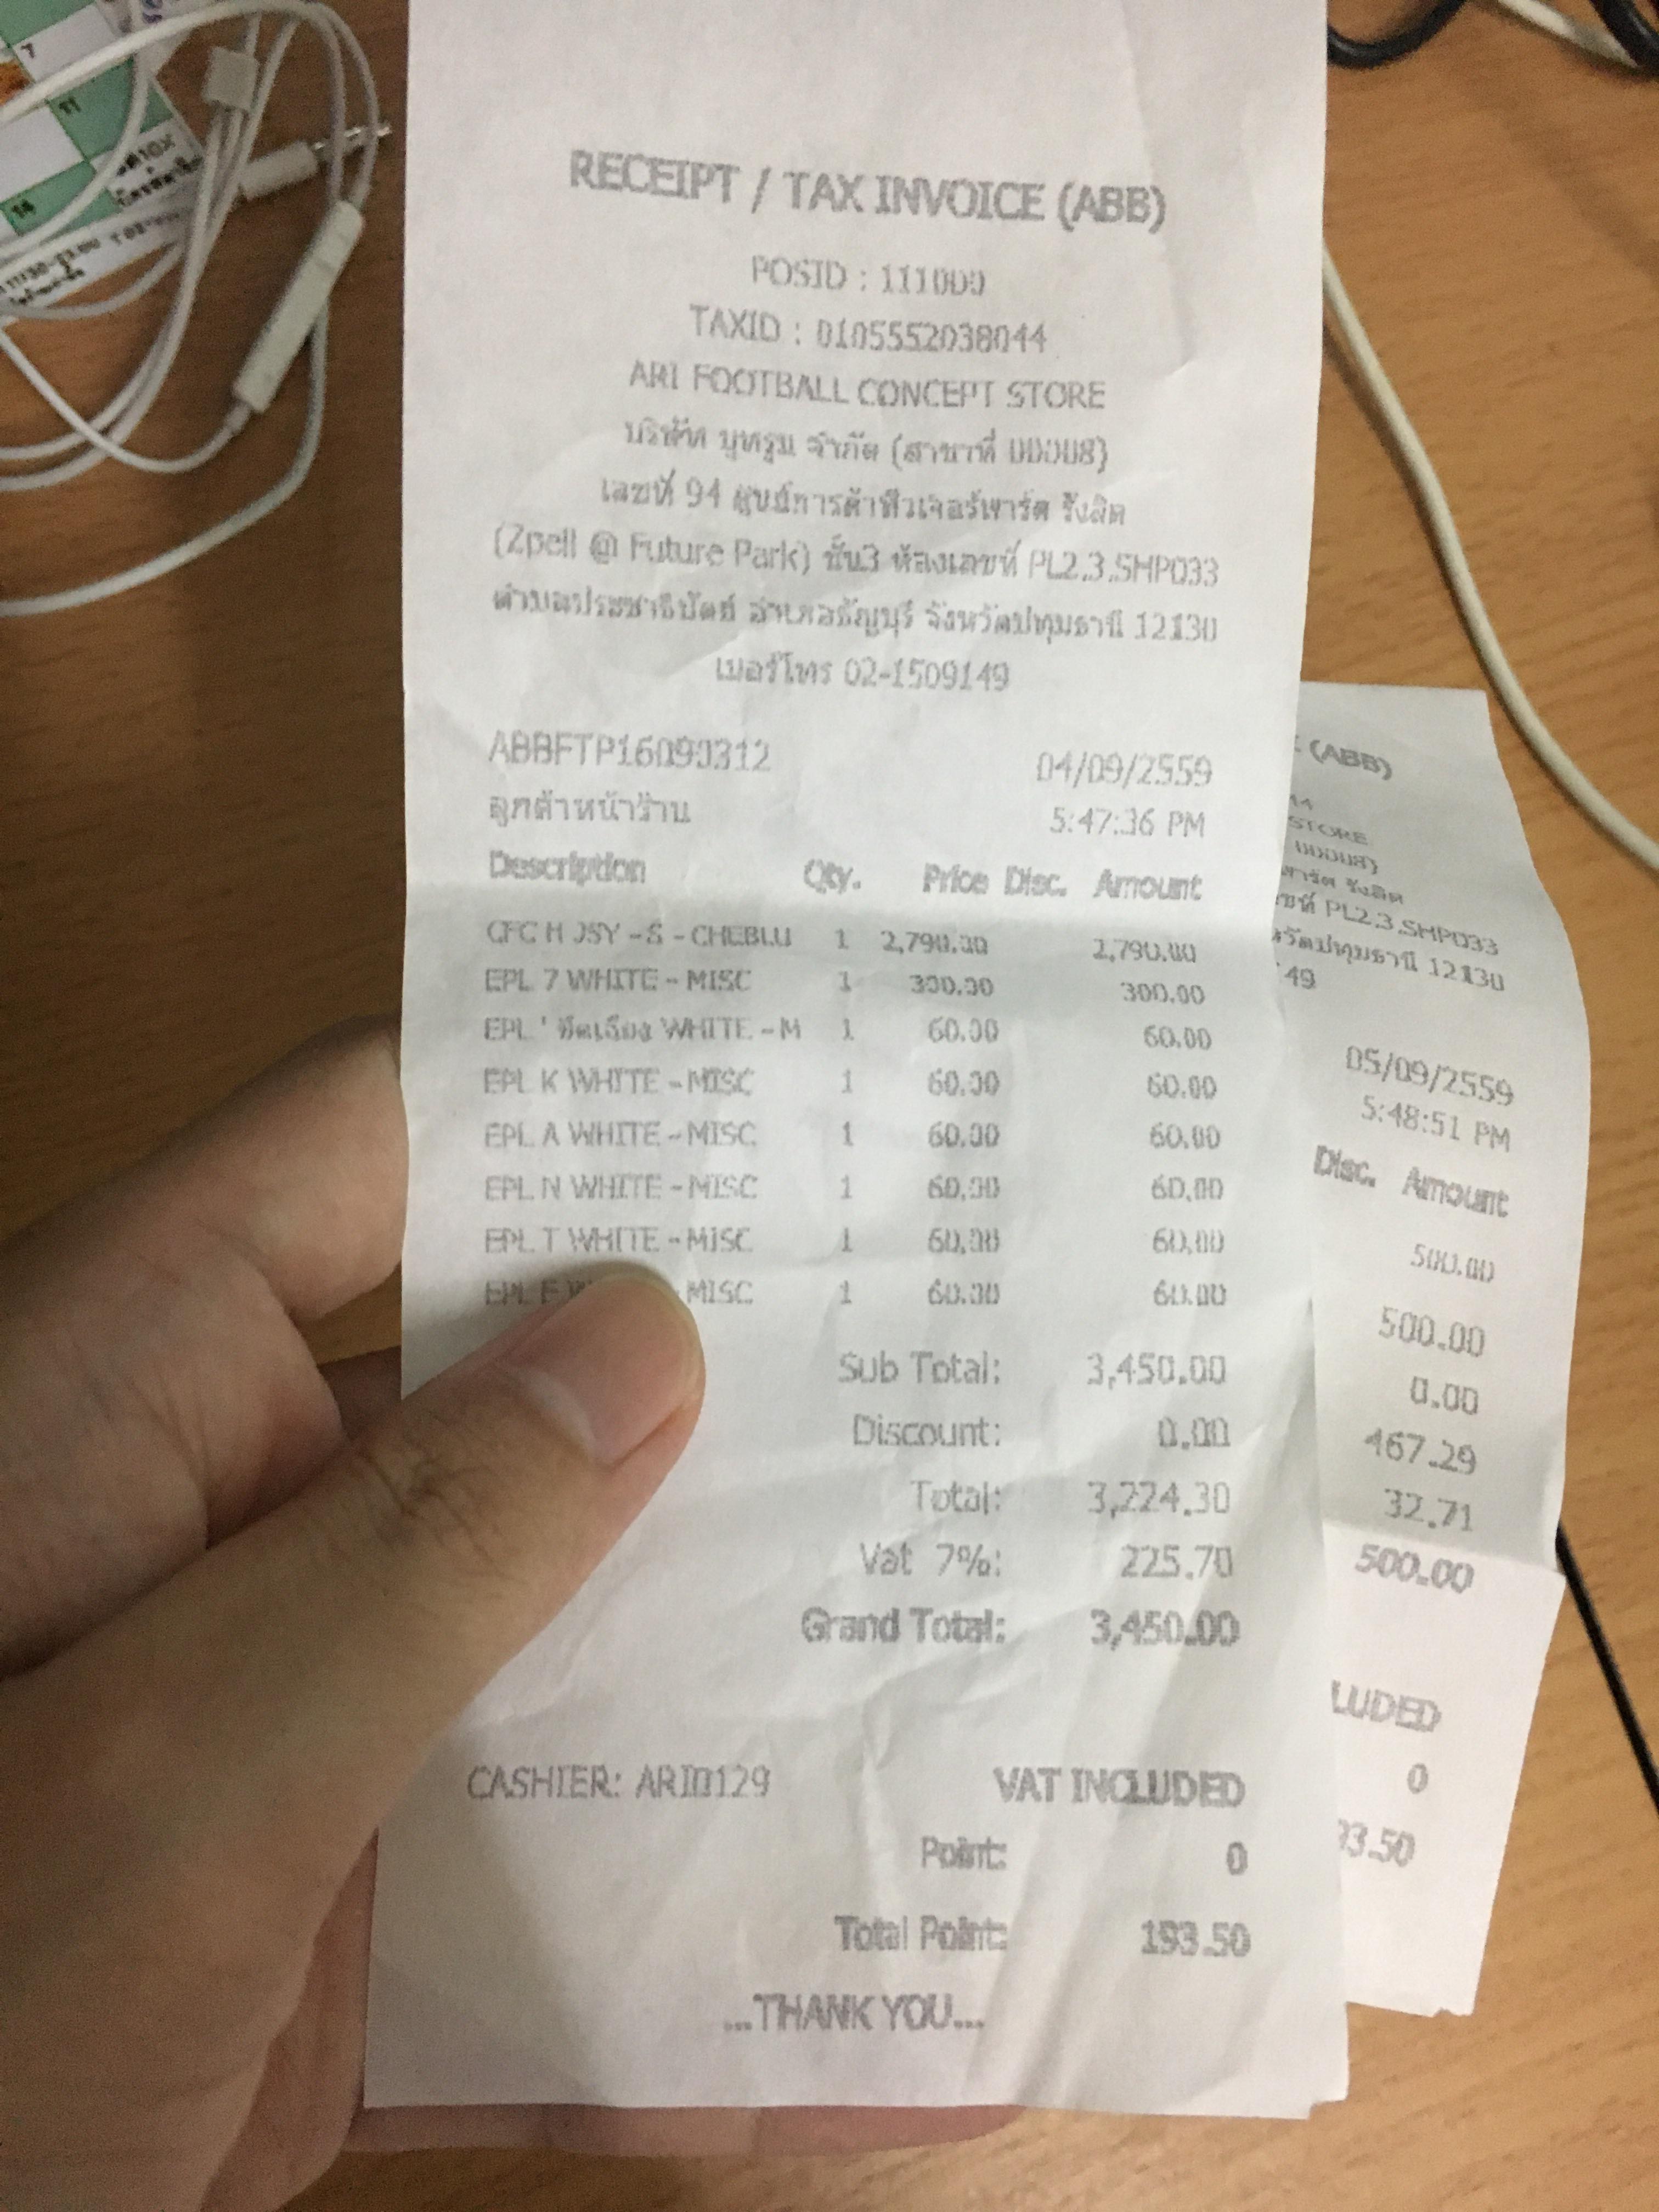 RECEIPT / TAX INVOICE (ABB)
POSID : 111000
TAXID : 0105552038044
ARI FOOTBALL CONCEPT STORE
บริษัท บูทรูม จำกัด (สาขาที่ 00008)
เลขที่ 94 ศูนย์การค้าฟิวเจอร์พาร์ค รังสิต
(Zpell @ Future Park) ชั้น3 ห้องเลขที่ PL2.3.SHP033
ตำบลประชาธิปัตย์ อำเภอธัญบุรี จังหวัดปทุมธานี 12130
เบอร์โทร 02-1509149
ABBFTP16090312 04/09/2559
ลูกค้าหน้าร้าน 5:47:36 PM
Description Qty. Price Disc. Amount
CFC H JSY - S - CHEBLU 1 2,790.00 2,790.00
EPL 7 WHITE - MISC 1 300.00 300.00
EPL ' ขีดเฉียง WHITE - M 1 60.00 60.00
EPL K WHITE - MISC 1 60.00 60.00
EPL A WHITE - MISC 1 60.00 60.00
EPL N WHITE - MISC 1 60.00 60.00
EPL T WHITE - MISC 1 60.00 60.00
EPL E - MISC 1 60.00 60.00
Sub Total: 3,450.00
Discount: 0.00
Total: 3,224.30
Vat 7%: 225.70
Grand Total: 3,450.00
CASHIER: ARI0129 VAT INCLUDED
Point: 0
Total Point: 193.50
...THANK YOU...
(ABB)
STORE
00008)
รังสิต
PL2.3.SHP033
12130
49
05/09/2559
5:48:51 PM
Disc. Amount
500.00
500.00
0.00
467.29
32.71
500.00
LUDED
0
93.50
7
11
14